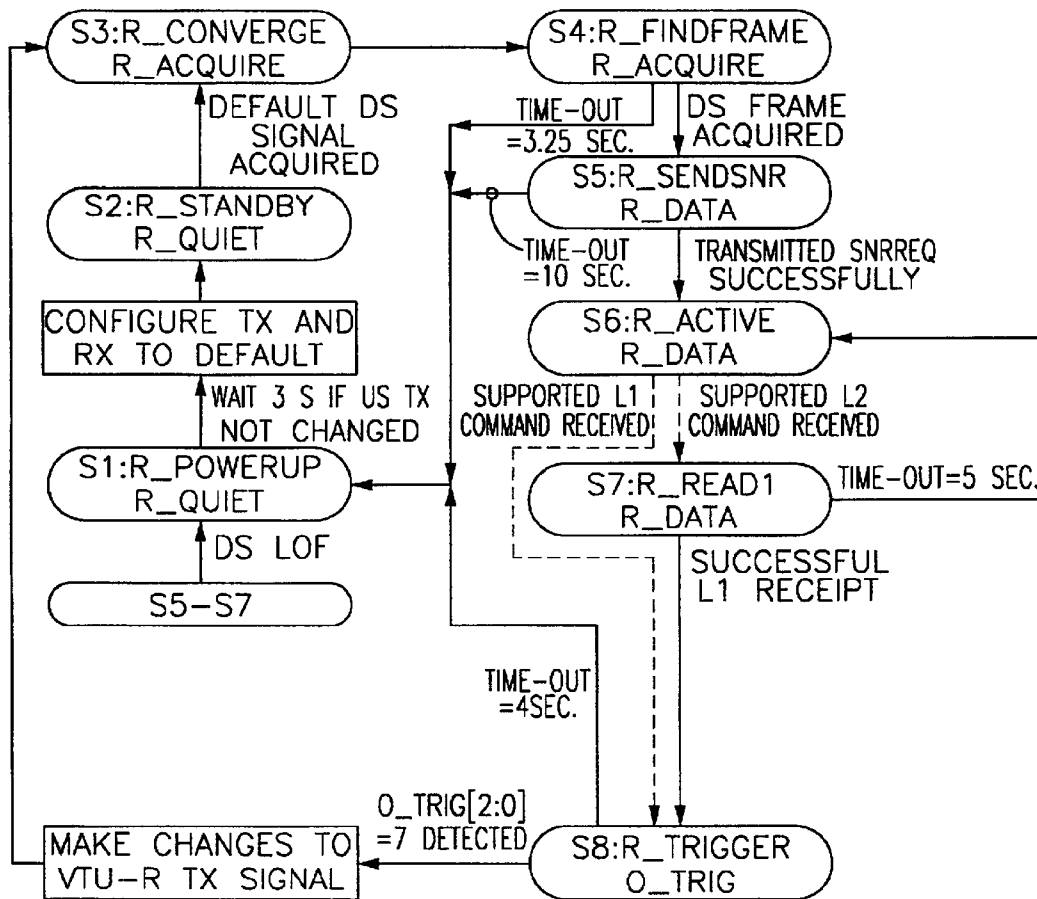 S3:R_CONVERGE
R_ACQUIRE
S4:R_FINDFRAME
R_ACQUIRE
DEFAULT DS
SIGNAL
ACQUIRED
TIME-OUT
=3.25 SEC.
DS FRAME
ACQUIRED
S2:R_STANDBY
R_QUIET
S5:R_SENDSNR
R_DATA
TIME-OUT
=10 SEC.
TRANSMITTED SNRREQ
SUCCESSFULLY
CONFIGURE TX AND
RX TO DEFAULT
S6:R_ACTIVE
R_DATA
WAIT 3 S IF US TX
NOT CHANGED
SUPPORTED L1
COMMAND RECEIVED
SUPPORTED L2
COMMAND RECEIVED
S1:R_POWERUP
R_QUIET
S7:R_READ1
R_DATA
TIME-OUT=5 SEC.
DS LOF
SUCCESSFUL
L1 RECEIPT
S5-S7
TIME-OUT
=4SEC.
O_TRIG[2:0]
=7 DETECTED
MAKE CHANGES TO
VTU-R TX SIGNAL
S8:R_TRIGGER
O_TRIG